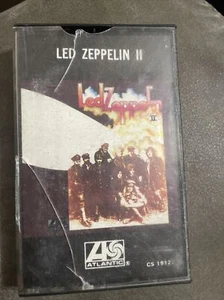 LED ZEPPELIN II
Led Zeppelin
II
ATLANTIC®
CS 1912